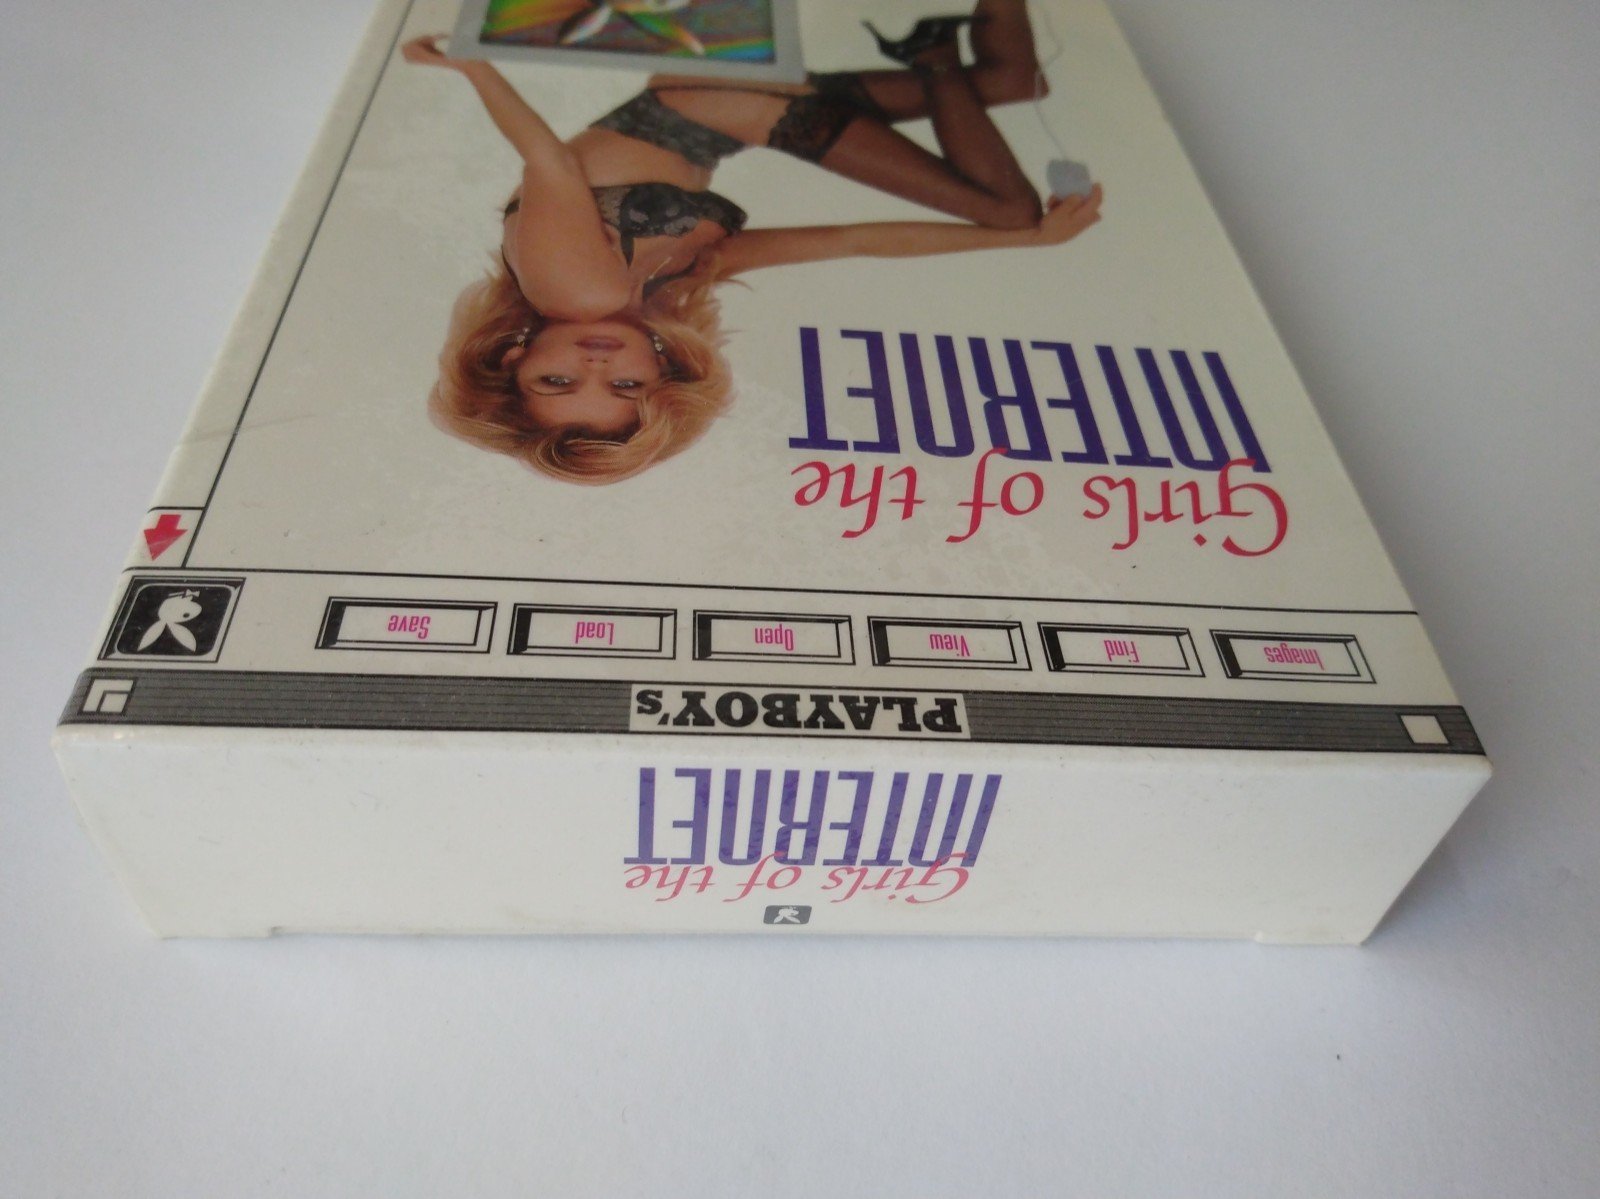 PLAYBOY's
Images Find View Open Load Save
Girls of the
INTERNET
Girls of the
INTERNET